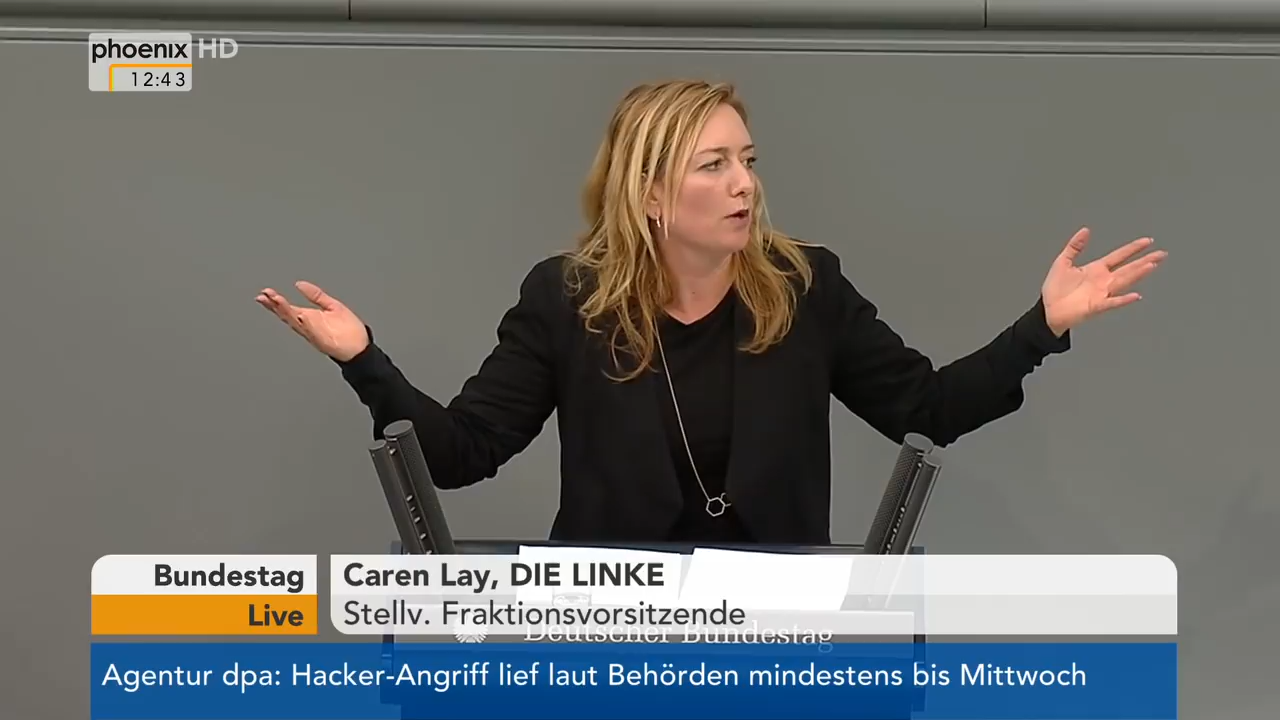 phoenix HD
12:43
Bundestag
Live
Caren Lay, DIE LINKE
Stellv. Fraktionsvorsitzende
Deutscher Bundestag
Agentur dpa: Hacker-Angriff lief laut Behörden mindestens bis Mittwoch